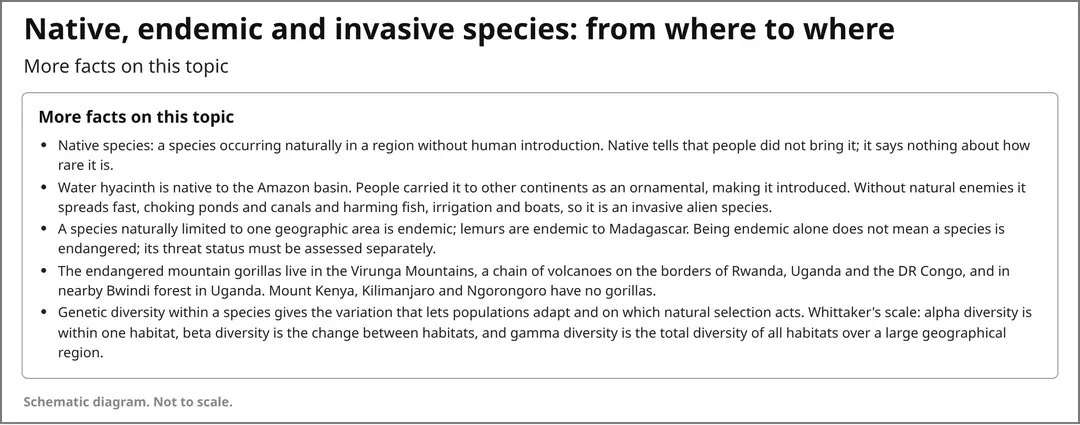 Native, endemic and invasive species: from where to where
More facts on this topic
More facts on this topic
• Native species: a species occurring naturally in a region without human introduction. Native tells that people did not bring it; it says nothing about how
rare it is.
• Water hyacinth is native to the Amazon basin. People carried it to other continents as an ornamental, making it introduced. Without natural enemies it
spreads fast, choking ponds and canals and harming fish, irrigation and boats, so it is an invasive alien species.
• A species naturally limited to one geographic area is endemic; lemurs are endemic to Madagascar. Being endemic alone does not mean a species is
endangered; its threat status must be assessed separately.
• The endangered mountain gorillas live in the Virunga Mountains, a chain of volcanoes on the borders of Rwanda, Uganda and the DR Congo, and in
nearby Bwindi forest in Uganda. Mount Kenya, Kilimanjaro and Ngorongoro have no gorillas.
• Genetic diversity within a species gives the variation that lets populations adapt and on which natural selection acts. Whittaker's scale: alpha diversity is
within one habitat, beta diversity is the change between habitats, and gamma diversity is the total diversity of all habitats over a large geographical
region.
Schematic diagram. Not to scale.